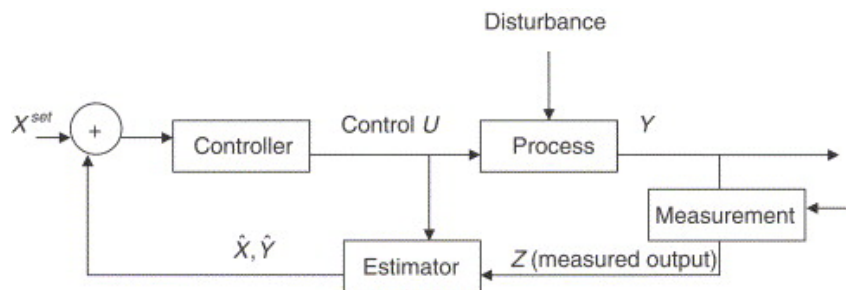 Disturbance
X^set
+
Controller
Control U
Process
Y
Measurement
X̂, Ŷ
Estimator
Z (measured output)